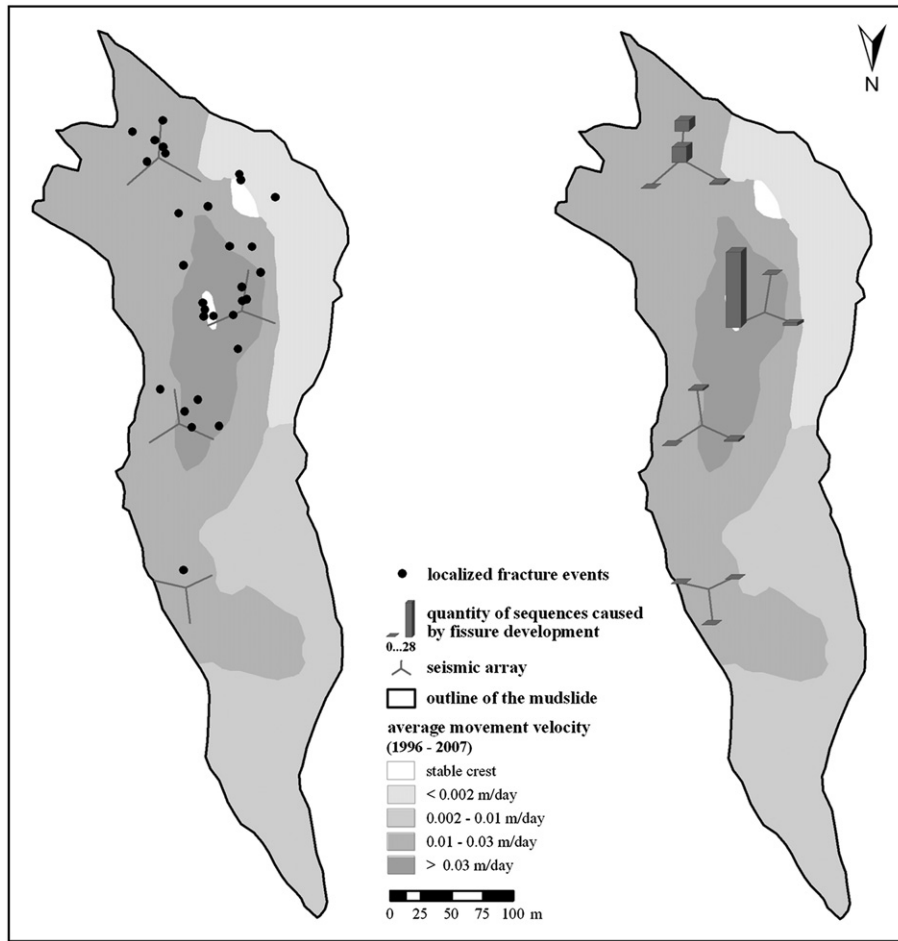 N
localized fracture events
quantity of sequences caused
by fissure development
0...28
seismic array
outline of the mudslide
average movement velocity
(1996 - 2007)
stable crest
< 0.002 m/day
0.002 - 0.01 m/day
0.01 - 0.03 m/day
> 0.03 m/day
0 25 50 75 100 m